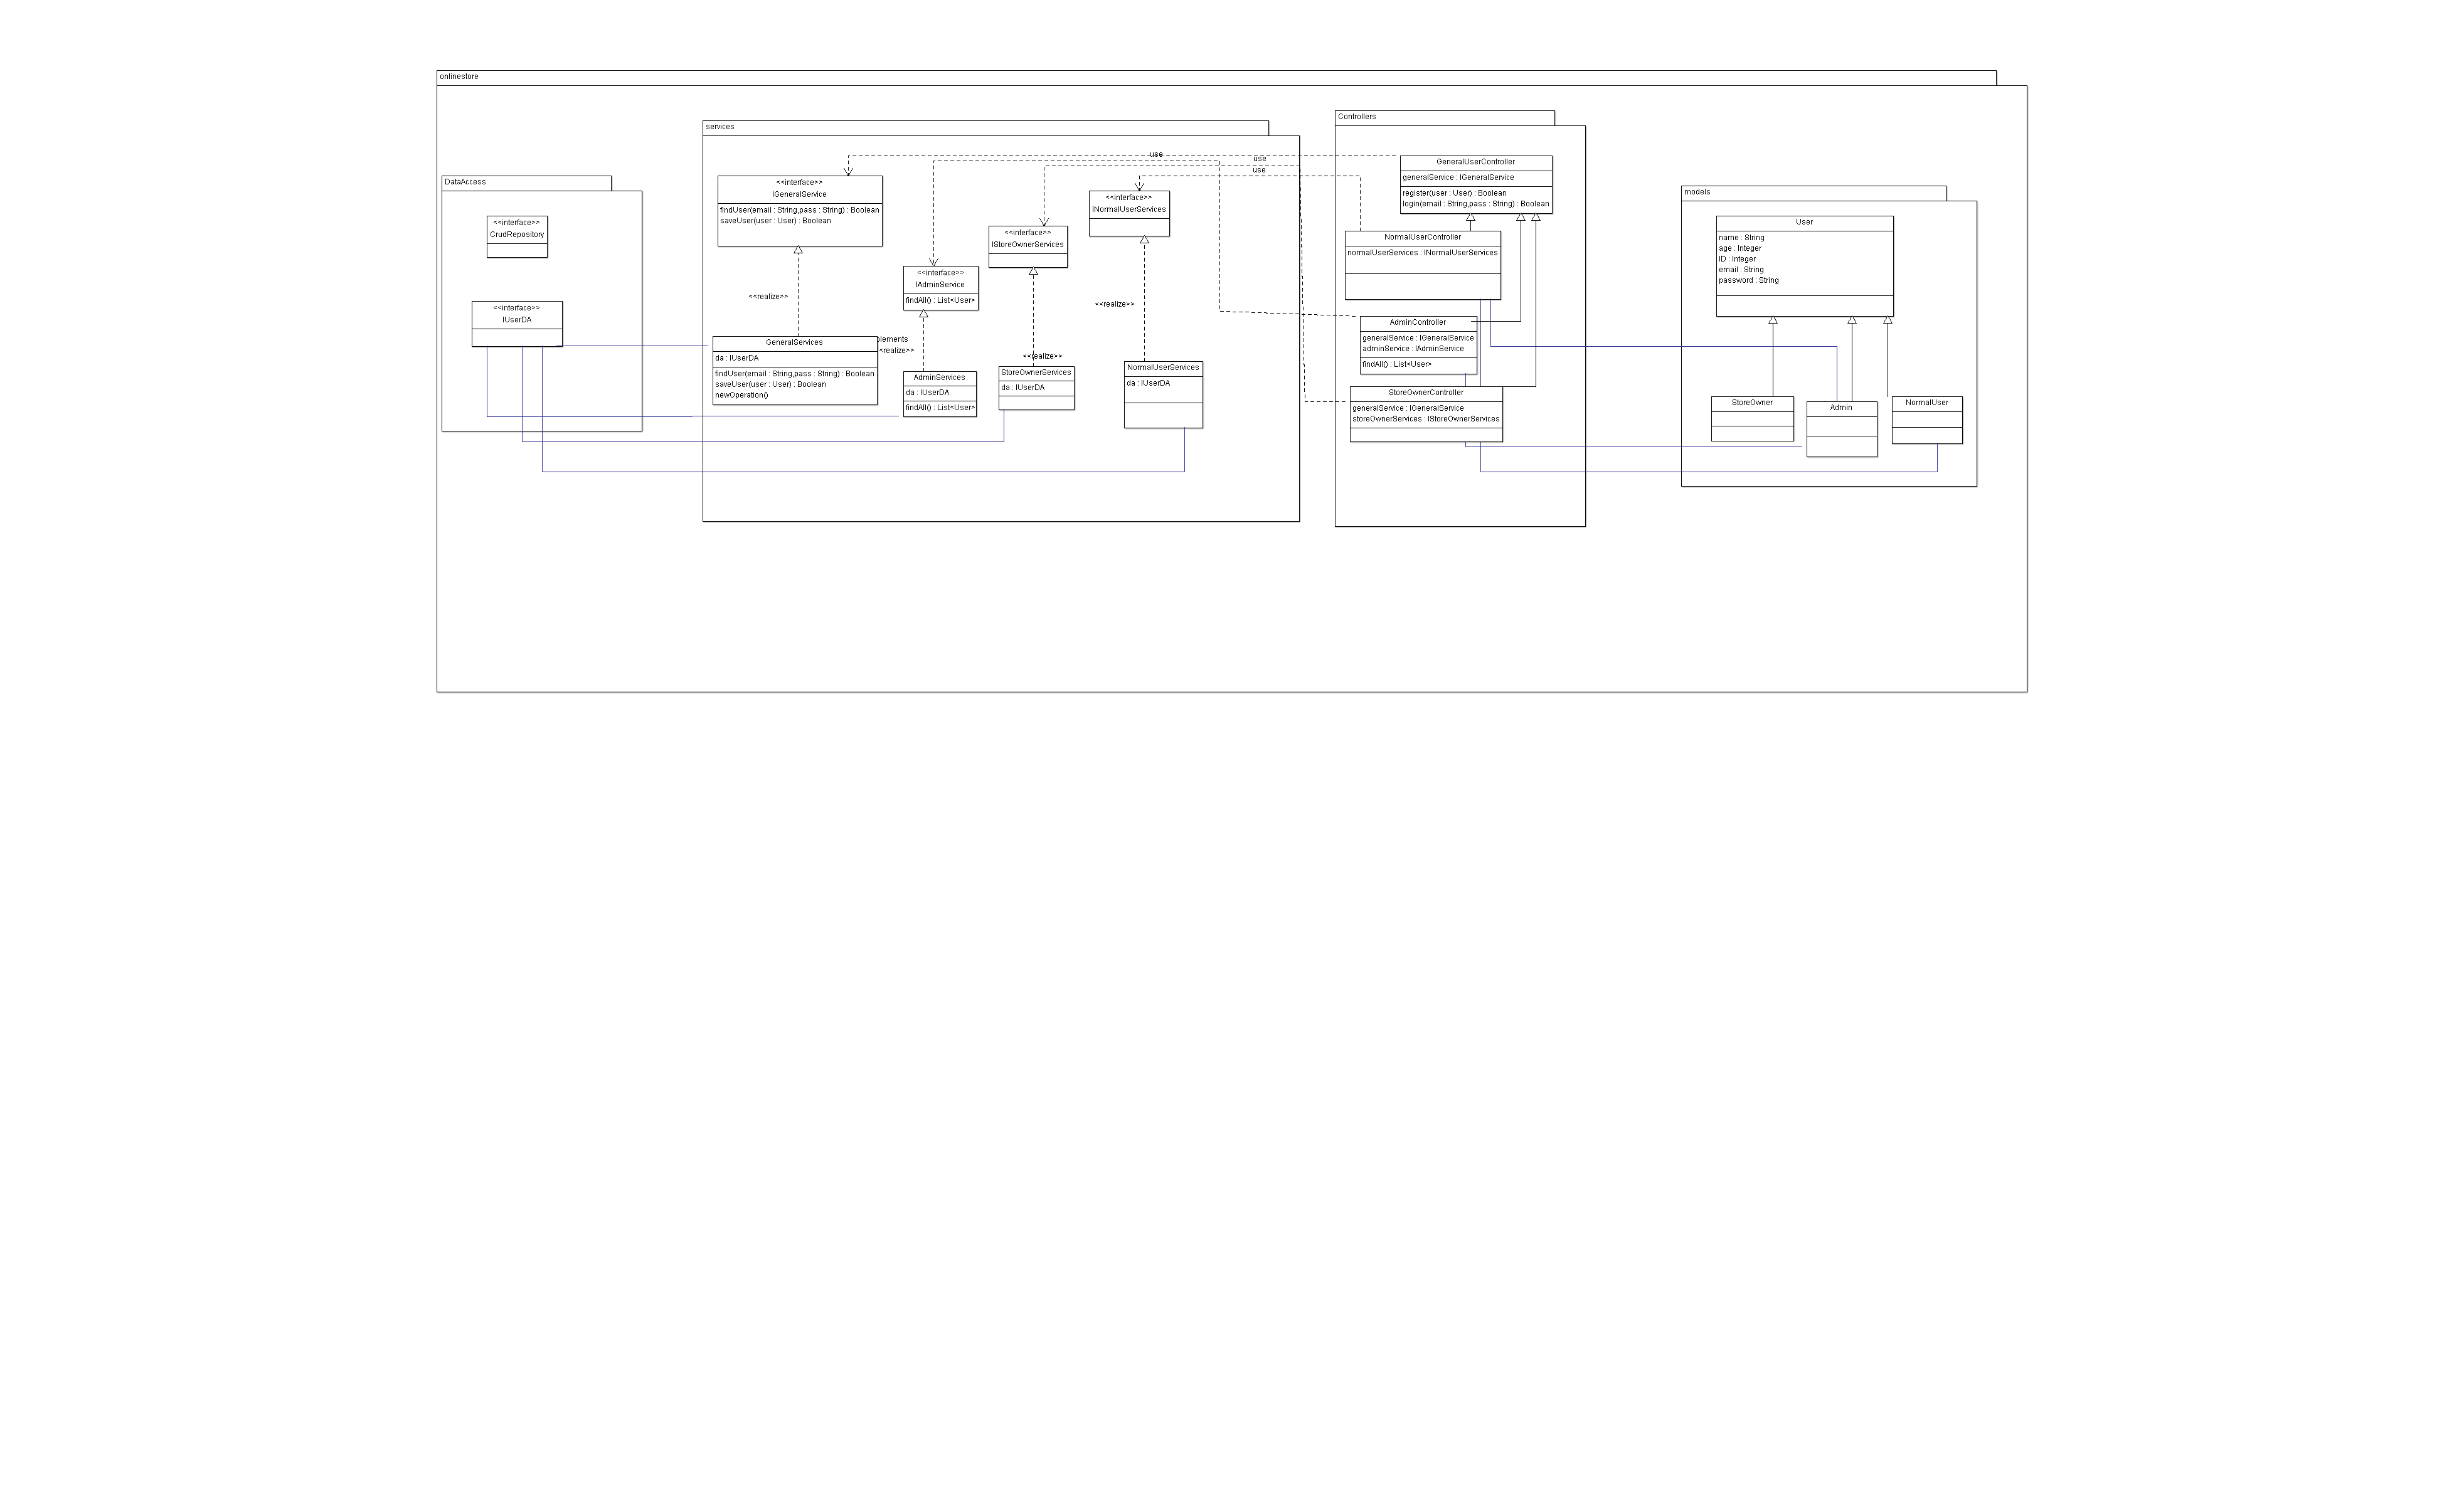 onlinestore
DataAccess
<<interface>>
CrudRepository
<<interface>>
IUserDA
services
<<interface>>
IGeneralService
findUser(email : String,pass : String) : Boolean
saveUser(user : User) : Boolean
<<interface>>
IAdminService
findAll() : List<User>
<<interface>>
IStoreOwnerServices
<<interface>>
INormalUserServices
use
use
use
<<realize>>
<<realize>>
<<realize>>
<realize>>
GeneralServices
da : IUserDA
findUser(email : String,pass : String) : Boolean
saveUser(user : User) : Boolean
newOperation()
AdminServices
da : IUserDA
findAll() : List<User>
StoreOwnerServices
da : IUserDA
NormalUserServices
da : IUserDA
Controllers
GeneralUserController
generalService : IGeneralService
register(user : User) : Boolean
login(email : String,pass : String) : Boolean
NormalUserController
normalUserServices : INormalUserServices
AdminController
generalService : IGeneralService
adminService : IAdminService
findAll() : List<User>
StoreOwnerController
generalService : IGeneralService
storeOwnerServices : IStoreOwnerServices
models
User
name : String
age : Integer
ID : Integer
email : String
password : String
StoreOwner
Admin
NormalUser